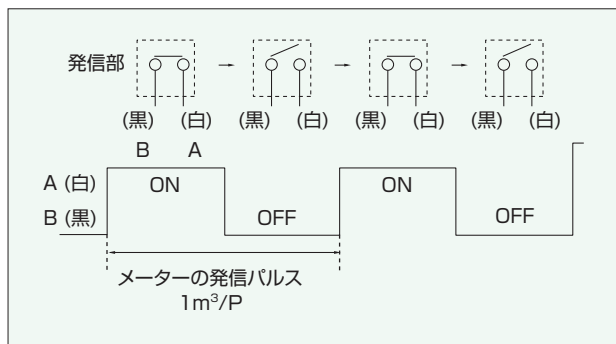 発信部
(黒) (白) (黒) (白) (黒) (白) (黒) (白)
B A
A (白) ON ON
B (黒) OFF OFF
メーターの発信パルス
1m³/P